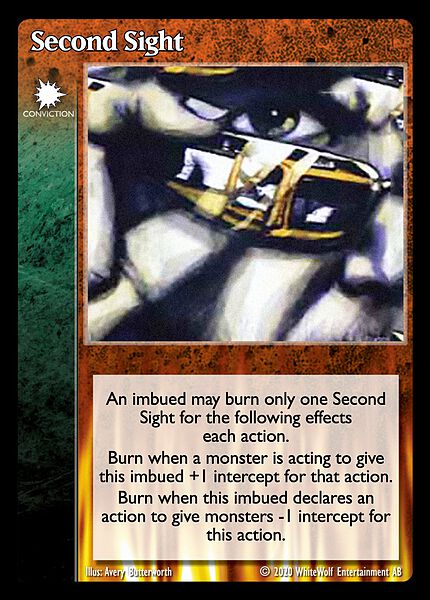 Second Sight
CONVICTION
An imbued may burn only one Second
Sight for the following effects
each action.
Burn when a monster is acting to give
this imbued +1 intercept for that action.
Burn when this imbued declares an
action to give monsters -1 intercept for
this action.
Illus: Avery Butterworth
© 2020 WhiteWolf Entertainment AB